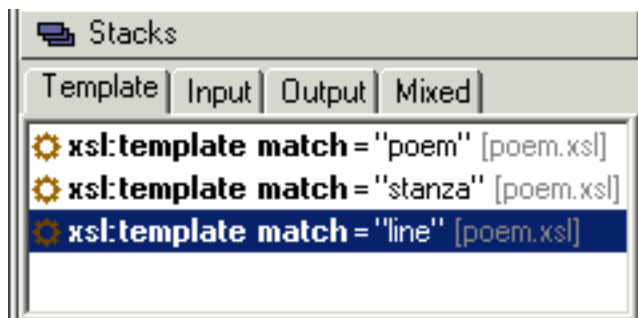 Stacks
Template Input Output Mixed
xsl:template match = "poem" [poem.xsl]
xsl:template match = "stanza" [poem.xsl]
xsl:template match = "line" [poem.xsl]